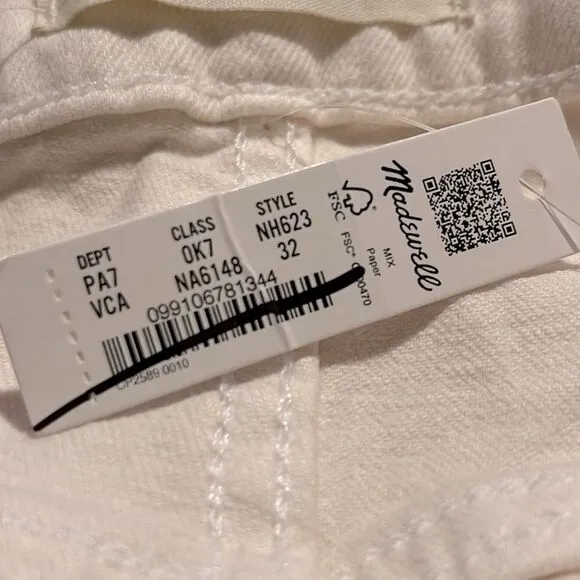 DEPT CLASS STYLE
PA7 OK7 NH623
VCA NA6148 32
099106781344
CP2589 0010
FSC
MIX
Paper
FSC®
Madewell